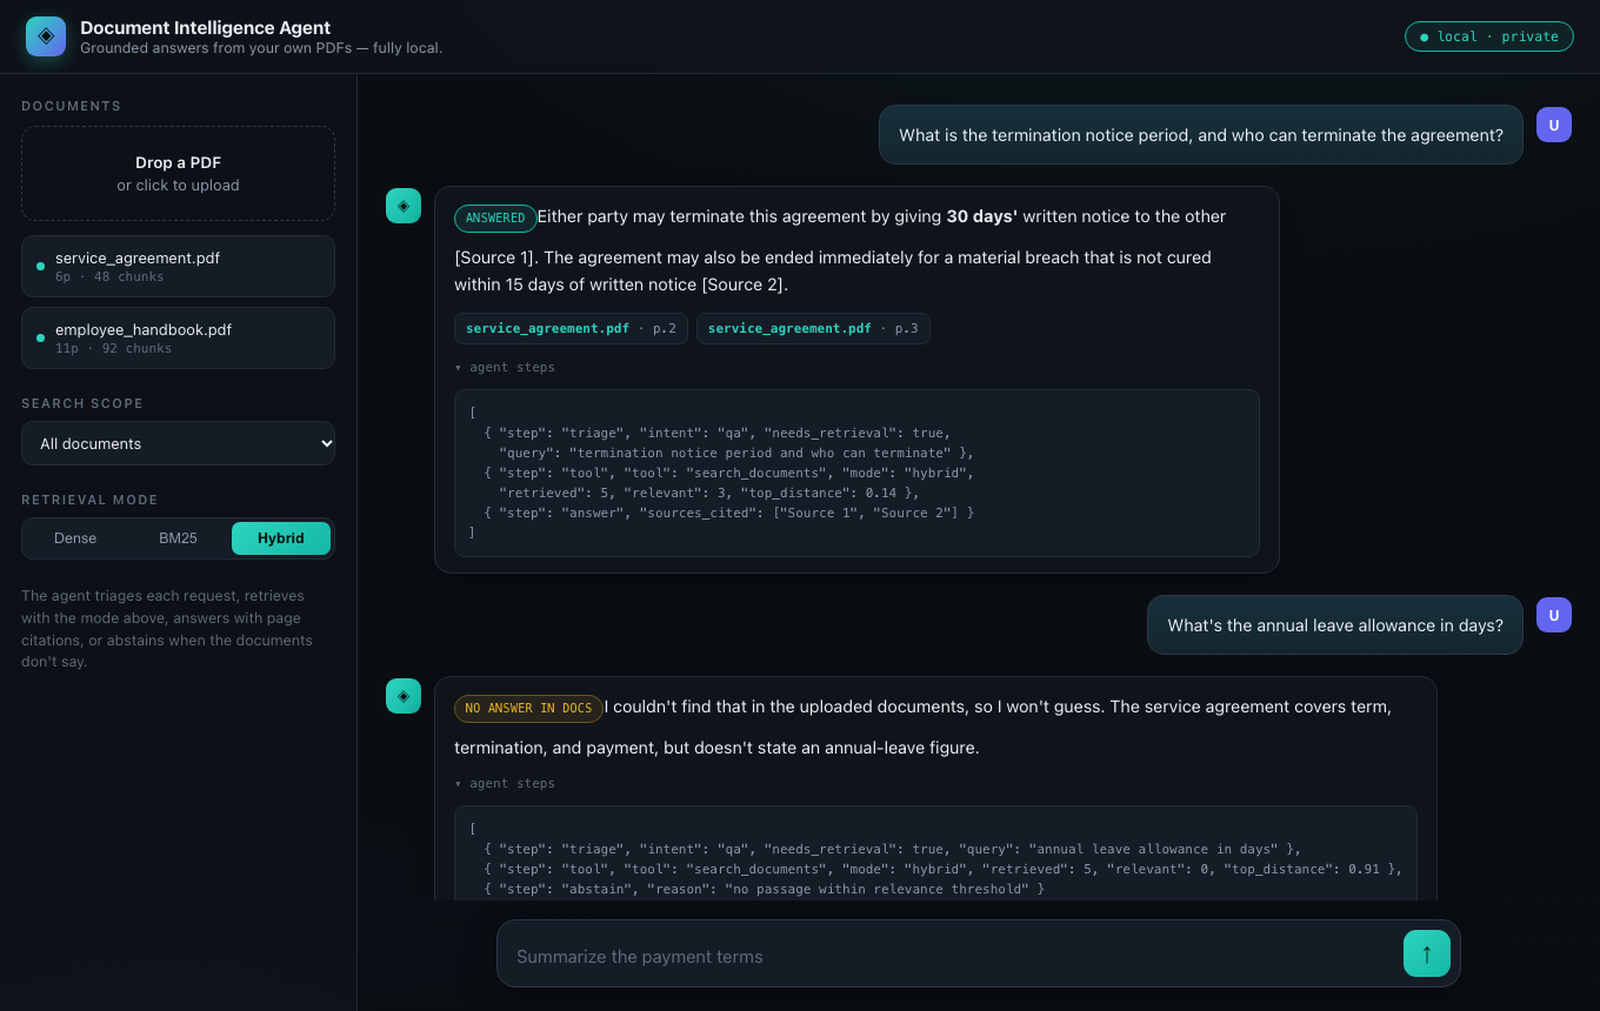 Document Intelligence Agent
Grounded answers from your own PDFs — fully local.
● local · private
DOCUMENTS
Drop a PDF
or click to upload
service_agreement.pdf
6p · 48 chunks
employee_handbook.pdf
11p · 92 chunks
SEARCH SCOPE
All documents
RETRIEVAL MODE
Dense BM25 Hybrid
The agent triages each request, retrieves
with the mode above, answers with page
citations, or abstains when the documents
don't say.
What is the termination notice period, and who can terminate the agreement?
U
ANSWERED Either party may terminate this agreement by giving 30 days' written notice to the other
[Source 1]. The agreement may also be ended immediately for a material breach that is not cured
within 15 days of written notice [Source 2].
service_agreement.pdf · p.2 service_agreement.pdf · p.3
▾ agent steps
[
{ "step": "triage", "intent": "qa", "needs_retrieval": true,
"query": "termination notice period and who can terminate" },
{ "step": "tool", "tool": "search_documents", "mode": "hybrid",
"retrieved": 5, "relevant": 3, "top_distance": 0.14 },
{ "step": "answer", "sources_cited": ["Source 1", "Source 2"] }
]
What's the annual leave allowance in days?
U
NO ANSWER IN DOCS I couldn't find that in the uploaded documents, so I won't guess. The service agreement covers term,
termination, and payment, but doesn't state an annual-leave figure.
▾ agent steps
[
{ "step": "triage", "intent": "qa", "needs_retrieval": true, "query": "annual leave allowance in days" },
{ "step": "tool", "tool": "search_documents", "mode": "hybrid", "retrieved": 5, "relevant": 0, "top_distance": 0.91 },
{ "step": "abstain", "reason": "no passage within relevance threshold" }
Summarize the payment terms
↑